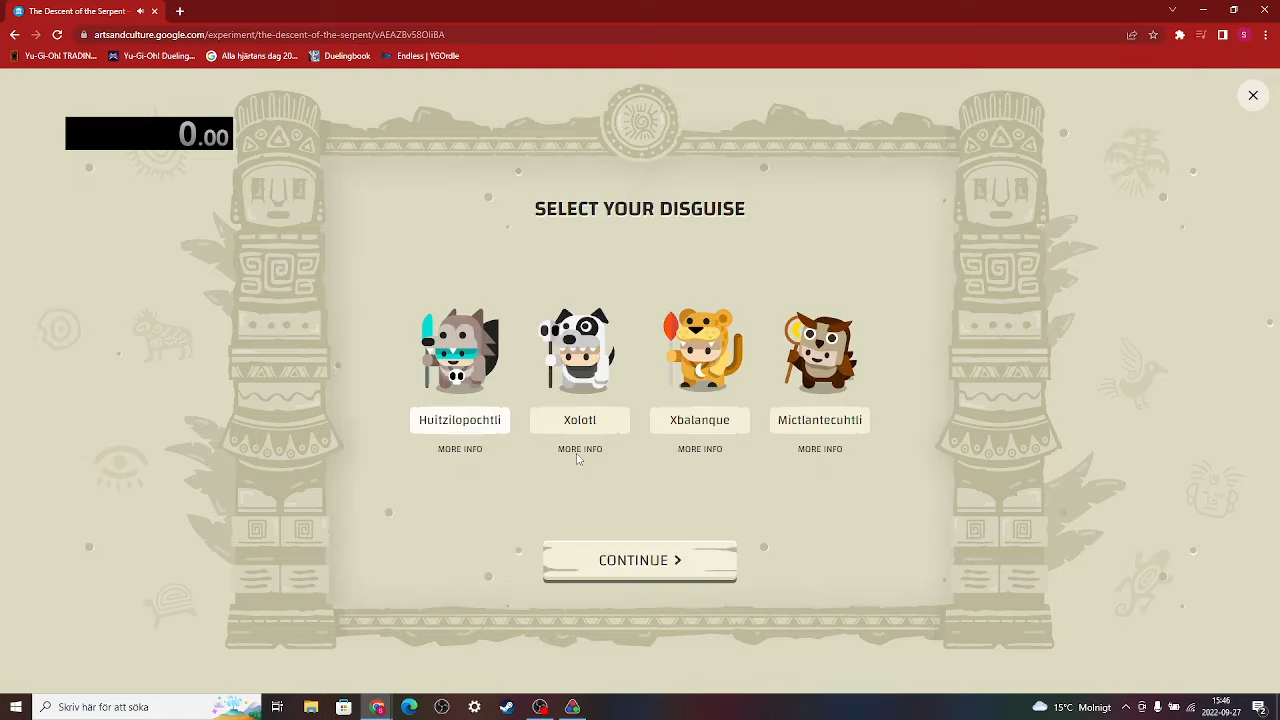 The Descent of the Serpent –
artsandculture.google.com/experiment/the-descent-of-the-serpent/vAEAZBv58OIiBA
S
Yu-Gi-Oh! TRADIN...
Yu-Gi-Oh! Dueling...
Alla hjärtans dag 20...
Duelingbook
Endless | YGOrdle
0.00
SELECT YOUR DISGUISE
Huitzilopochtli
Xolotl
Xbalanque
Mictlantecuhtli
MORE INFO
MORE INFO
MORE INFO
MORE INFO
CONTINUE >
Skriv här för att söka
15°C Molnigt
15:46
2022-09-27